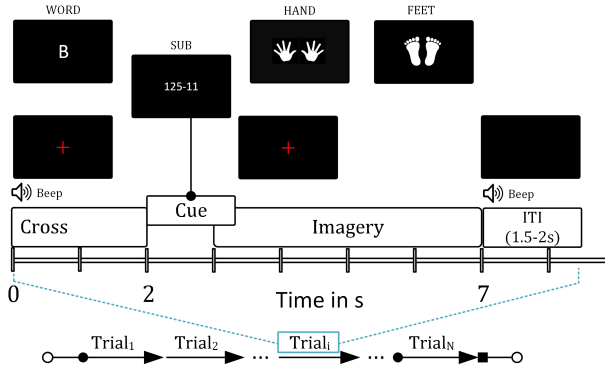 WORD
HAND
FEET
SUB
B
125-11
Beep
Beep
Cross
Cue
Imagery
ITI
(1.5-2s)
0
2
Time in s
7
Trial1
Trial2
...
Triali
...
TrialN